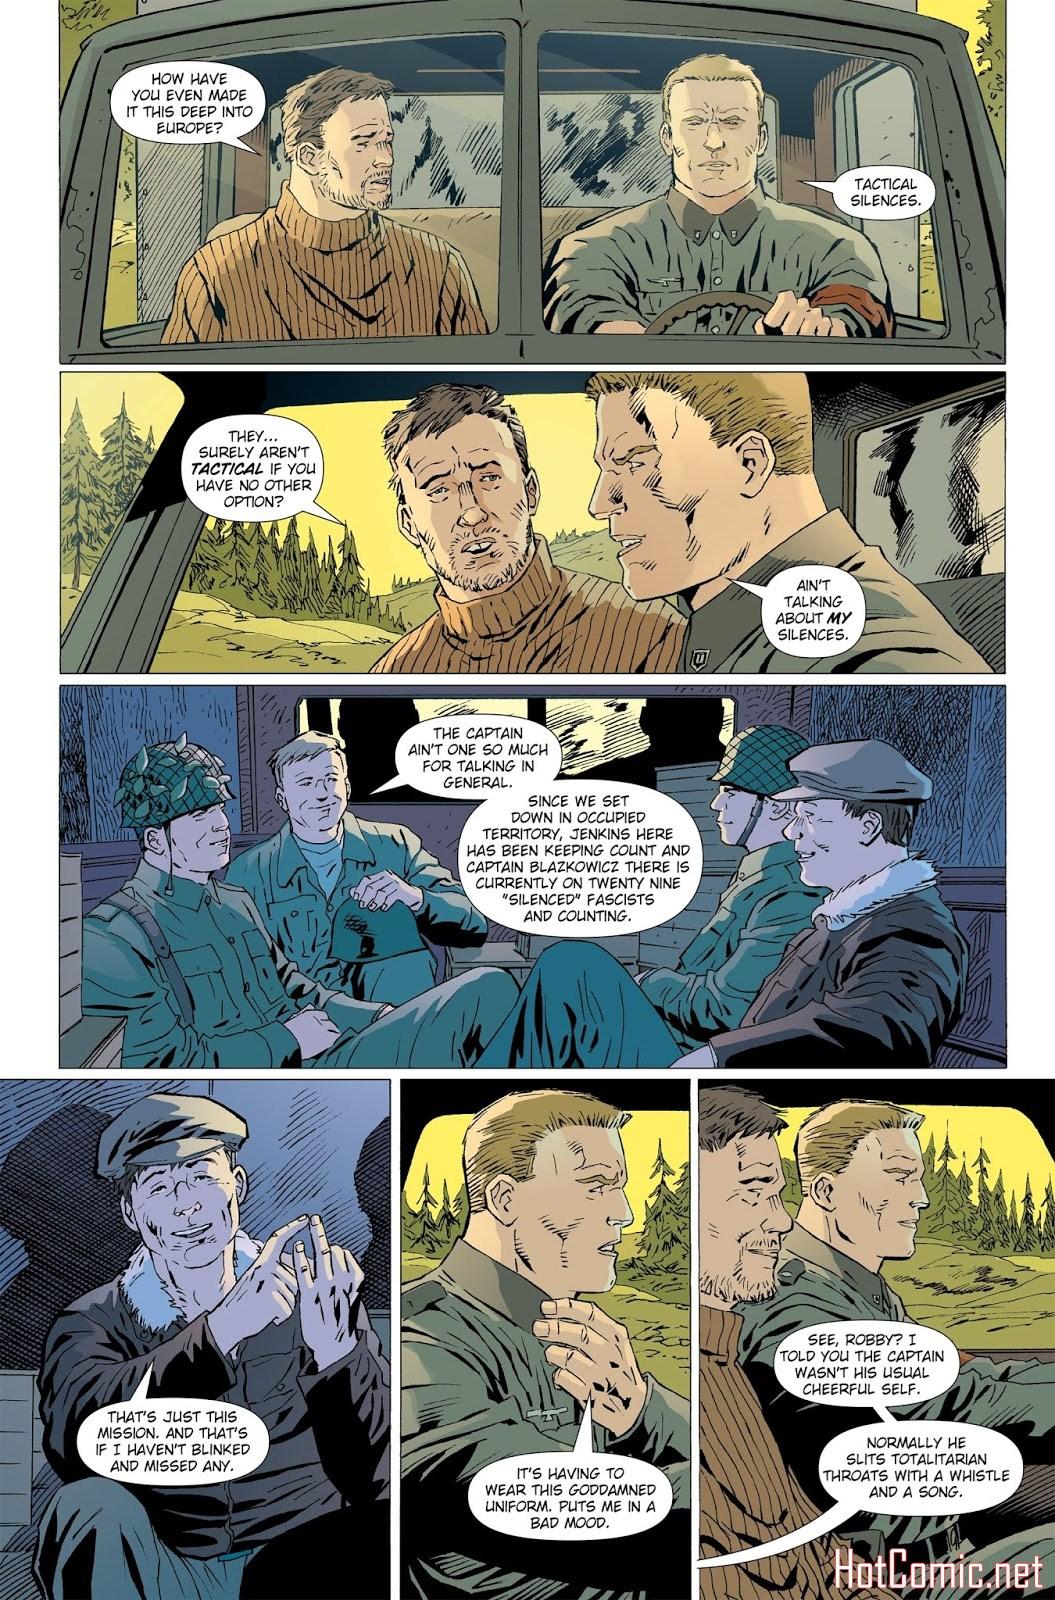 HOW HAVE
YOU EVEN MADE
IT THIS DEEP INTO
EUROPE?
TACTICAL
SILENCES.
THEY...
SURELY AREN'T
TACTICAL IF YOU
HAVE NO OTHER
OPTION?
AIN'T
TALKING
ABOUT MY
SILENCES.
THE CAPTAIN
AIN'T ONE SO MUCH
FOR TALKING IN
GENERAL.
SINCE WE SET
DOWN IN OCCUPIED
TERRITORY, JENKINS HERE
HAS BEEN KEEPING COUNT AND
CAPTAIN BLAZKOWICZ THERE IS
CURRENTLY ON TWENTY NINE
"SILENCED" FASCISTS
AND COUNTING.
THAT'S JUST THIS
MISSION. AND THAT'S
IF I HAVEN'T BLINKED
AND MISSED ANY.
IT'S HAVING TO
WEAR THIS GODDAMNED
UNIFORM. PUTS ME IN A
BAD MOOD.
SEE, ROBBY? I
TOLD YOU THE CAPTAIN
WASN'T HIS USUAL
CHEERFUL SELF.
NORMALLY HE
SLITS TOTALITARIAN
THROATS WITH A WHISTLE
AND A SONG.
HotComic.net